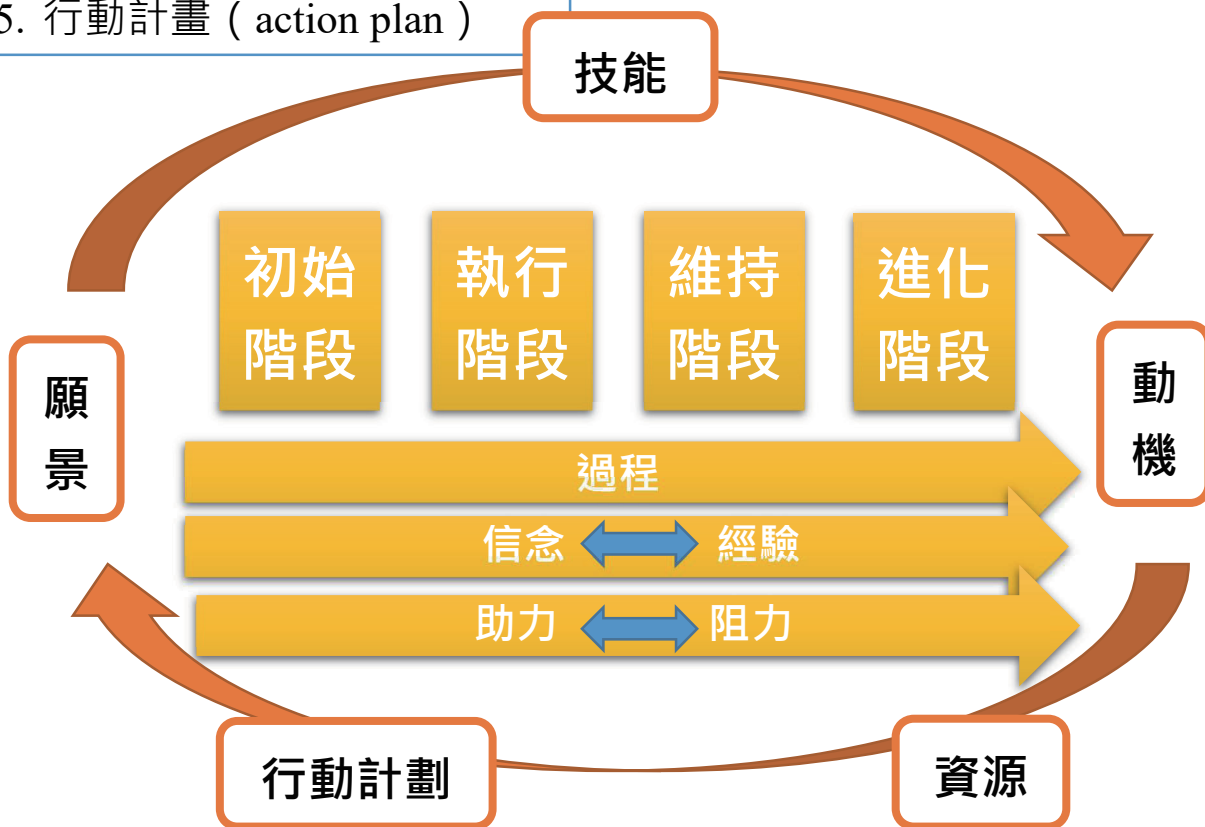 5. 行動計畫（action plan）
技能
初始
階段
執行
階段
維持
階段
進化
階段
願
景
動
機
過程
信念 經驗
助力 阻力
行動計劃
資源